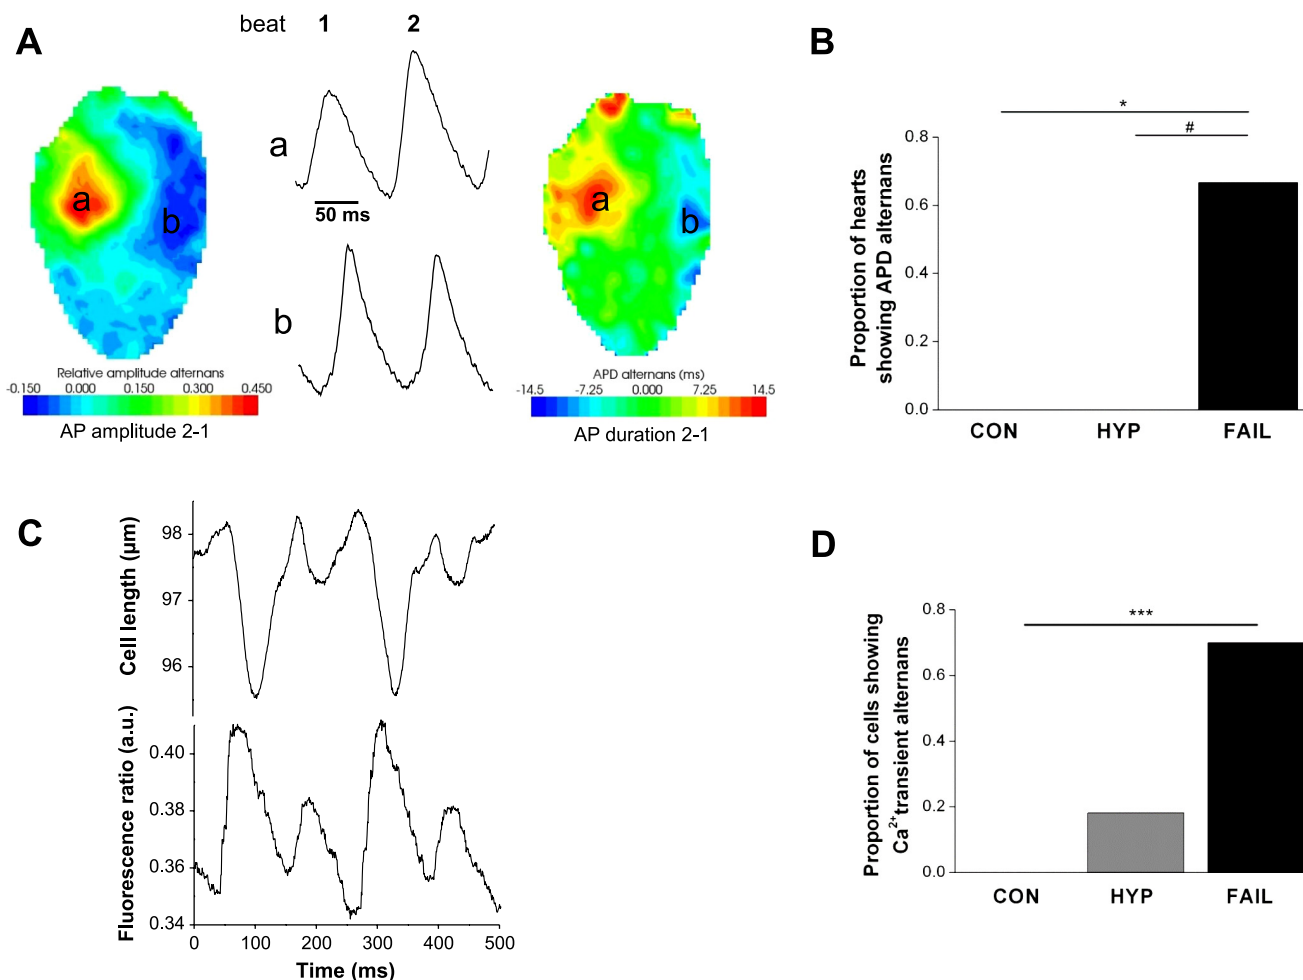 A
beat 1 2
a
b
a
50 ms
b
Relative amplitude alternans
-0.150 0.000 0.150 0.300 0.450
AP amplitude 2-1
a
b
APD alternans (ms)
-14.5 -7.25 0.000 7.25 14.5
AP duration 2-1
B
Proportion of hearts
showing APD alternans
0.8
0.6
0.4
0.2
0.0
*
#
CON HYP FAIL
C
Cell length (µm)
98
97
96
Fluorescence ratio (a.u.)
0.40
0.38
0.36
0.34
0 100 200 300 400 500
Time (ms)
D
Proportion of cells showing
Ca2+transient alternans
0.8
0.6
0.4
0.2
0.0
***
CON HYP FAIL